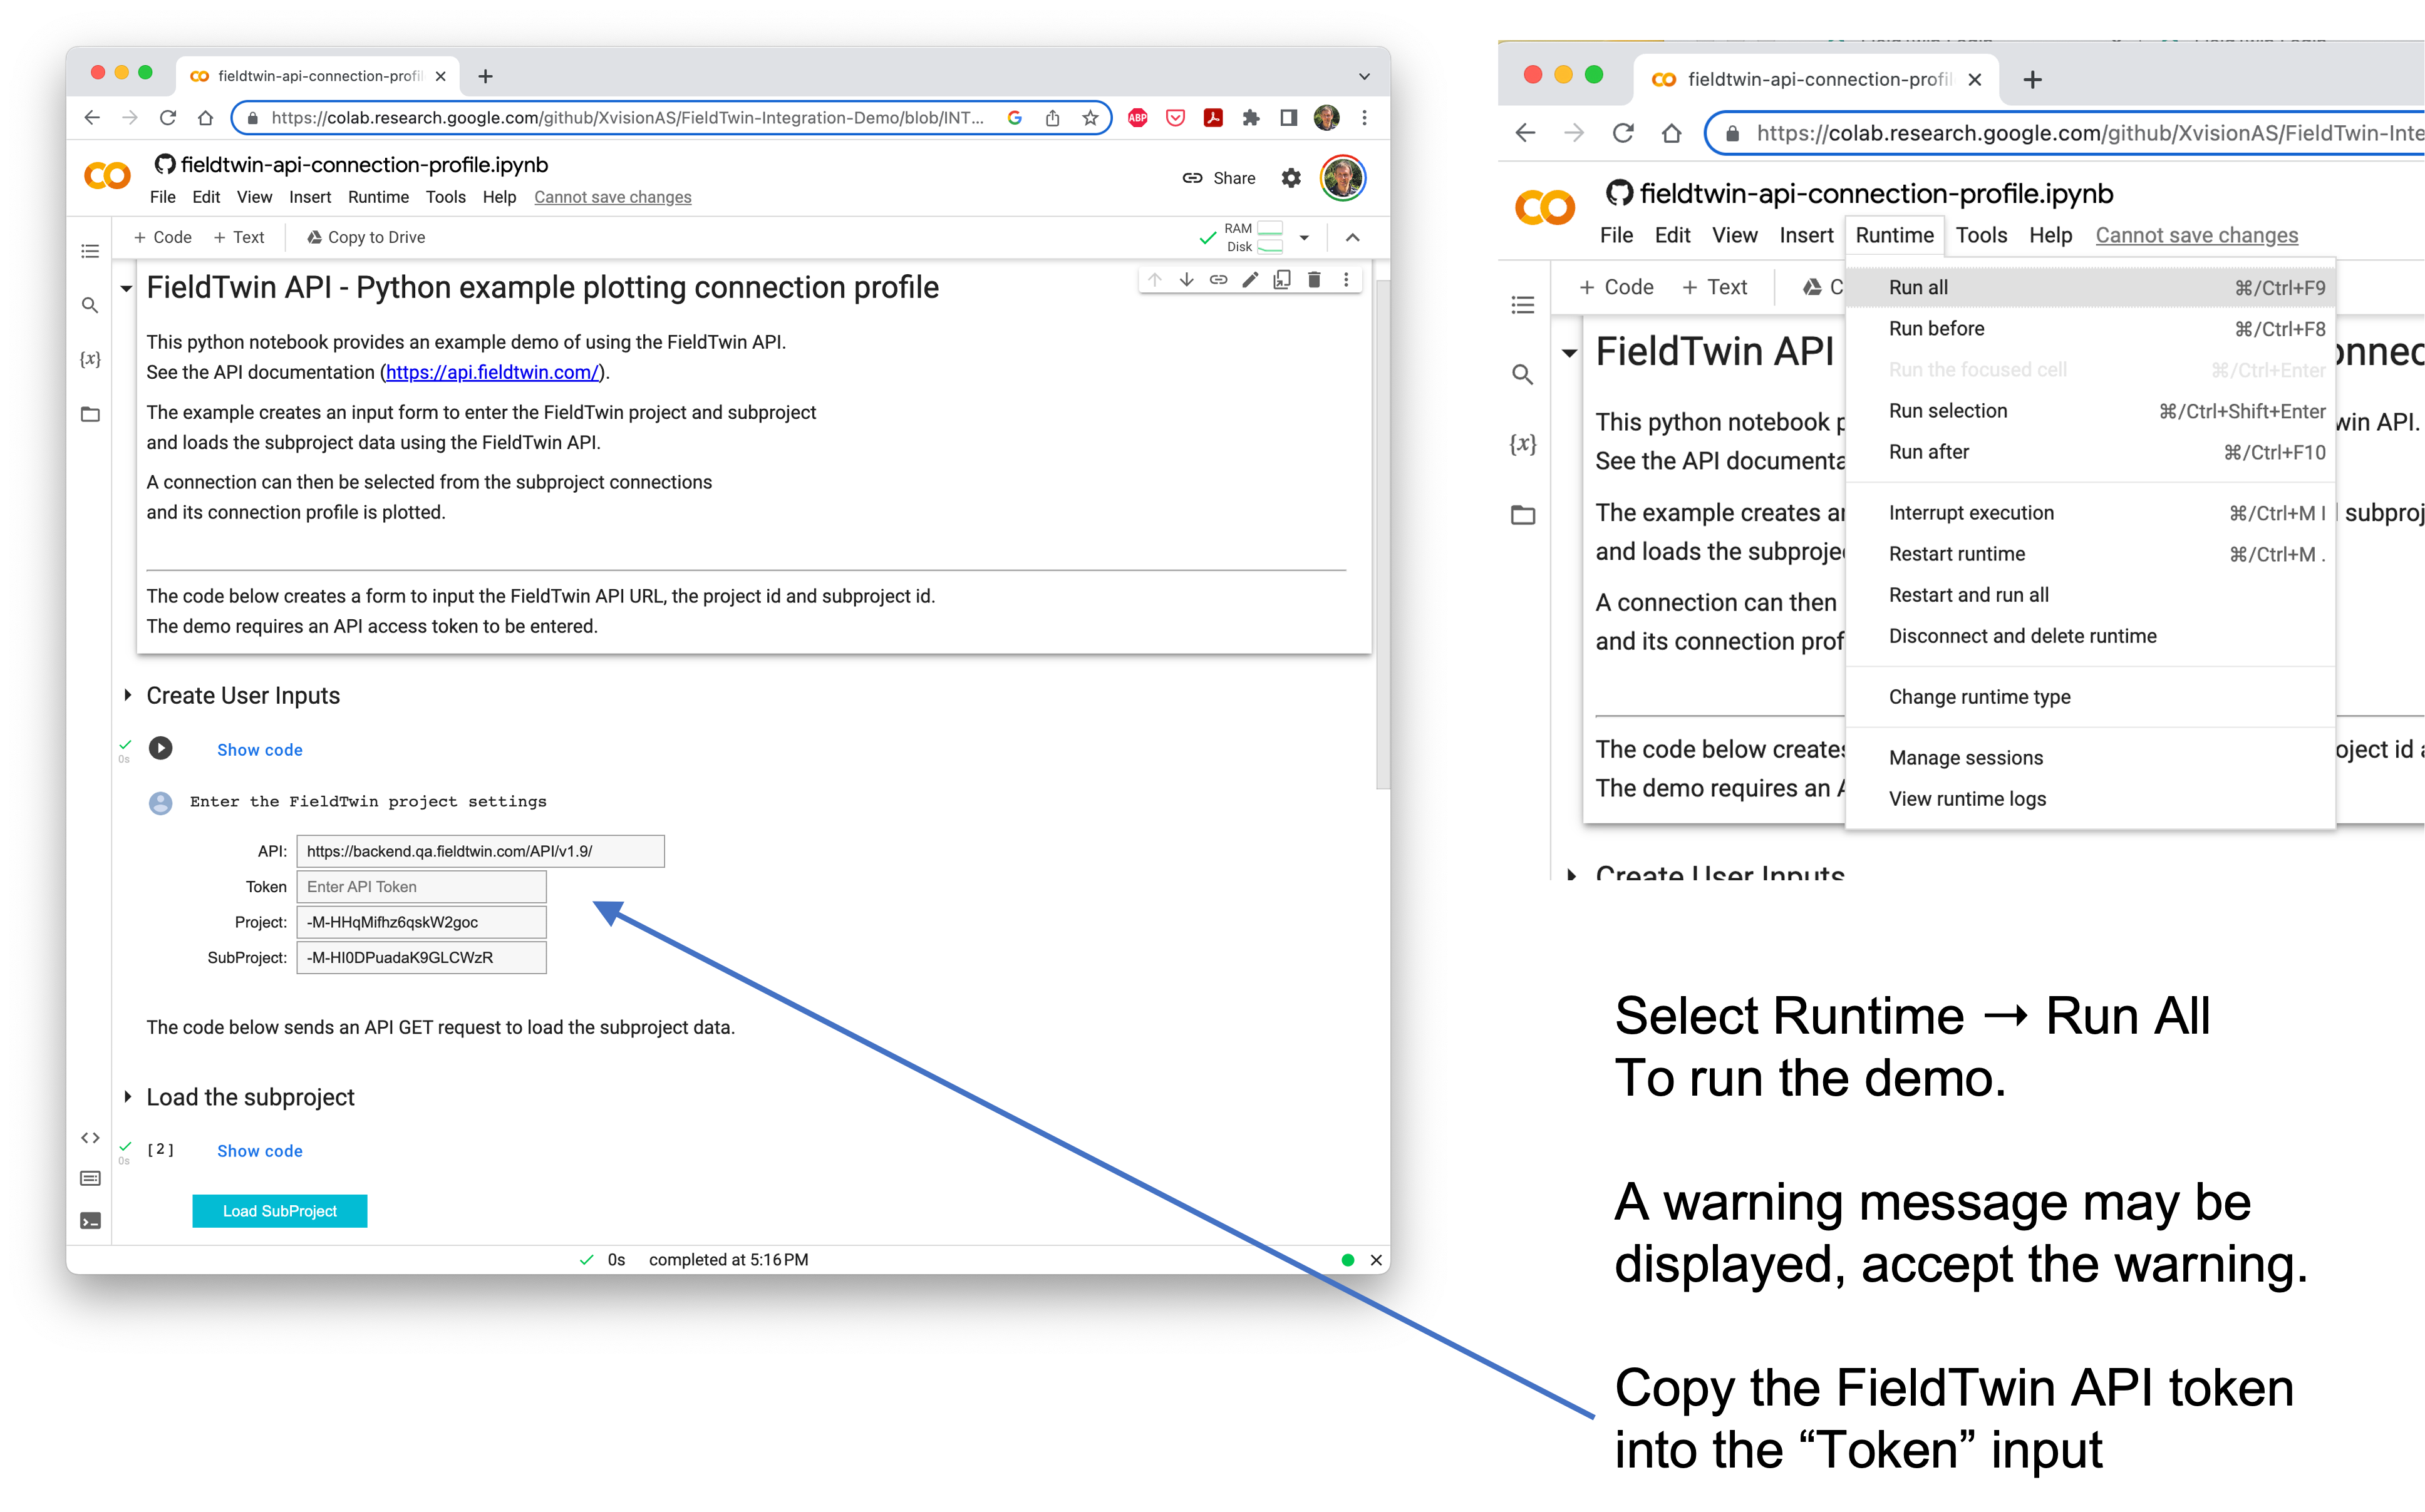 fieldtwin-api-connection-profil
https://colab.research.google.com/github/XvisionAS/FieldTwin-Integration-Demo/blob/INT...
ABP
fieldtwin-api-connection-profile.ipynb
File Edit View Insert Runtime Tools Help Cannot save changes
Share
+ Code + Text Copy to Drive
RAM
Disk
FieldTwin API - Python example plotting connection profile
This python notebook provides an example demo of using the FieldTwin API.
See the API documentation (https://api.fieldtwin.com/).
The example creates an input form to enter the FieldTwin project and subproject
and loads the subproject data using the FieldTwin API.
A connection can then be selected from the subproject connections
and its connection profile is plotted.
The code below creates a form to input the FieldTwin API URL, the project id and subproject id.
The demo requires an API access token to be entered.
Create User Inputs
0s
Show code
Enter the FieldTwin project settings
API: https://backend.qa.fieldtwin.com/API/v1.9/
Token Enter API Token
Project: -M-HHqMifhz6qskW2goc
SubProject: -M-HI0DPuadaK9GLCWzR
The code below sends an API GET request to load the subproject data.
Load the subproject
0s
[2] Show code
Load SubProject
0s completed at 5:16 PM
fieldtwin-api-connection-profil
https://colab.research.google.com/github/XvisionAS/FieldTwin-Inte
fieldtwin-api-connection-profile.ipynb
File Edit View Insert Runtime Tools Help Cannot save changes
+ Code + Text C
Run all ⌘/Ctrl+F9
Run before ⌘/Ctrl+F8
Run the focused cell ⌘/Ctrl+Enter
Run selection ⌘/Ctrl+Shift+Enter
Run after ⌘/Ctrl+F10
Interrupt execution ⌘/Ctrl+M I
Restart runtime ⌘/Ctrl+M .
Restart and run all
Disconnect and delete runtime
Change runtime type
Manage sessions
View runtime logs
FieldTwin API onnec
This python notebook p win API.
See the API documenta
The example creates a subproj
and loads the subproje
A connection can then
and its connection prof
The code below creates oject id
The demo requires an A
Create User Inputs
Select Runtime → Run All
To run the demo.
A warning message may be
displayed, accept the warning.
Copy the FieldTwin API token
into the “Token” input